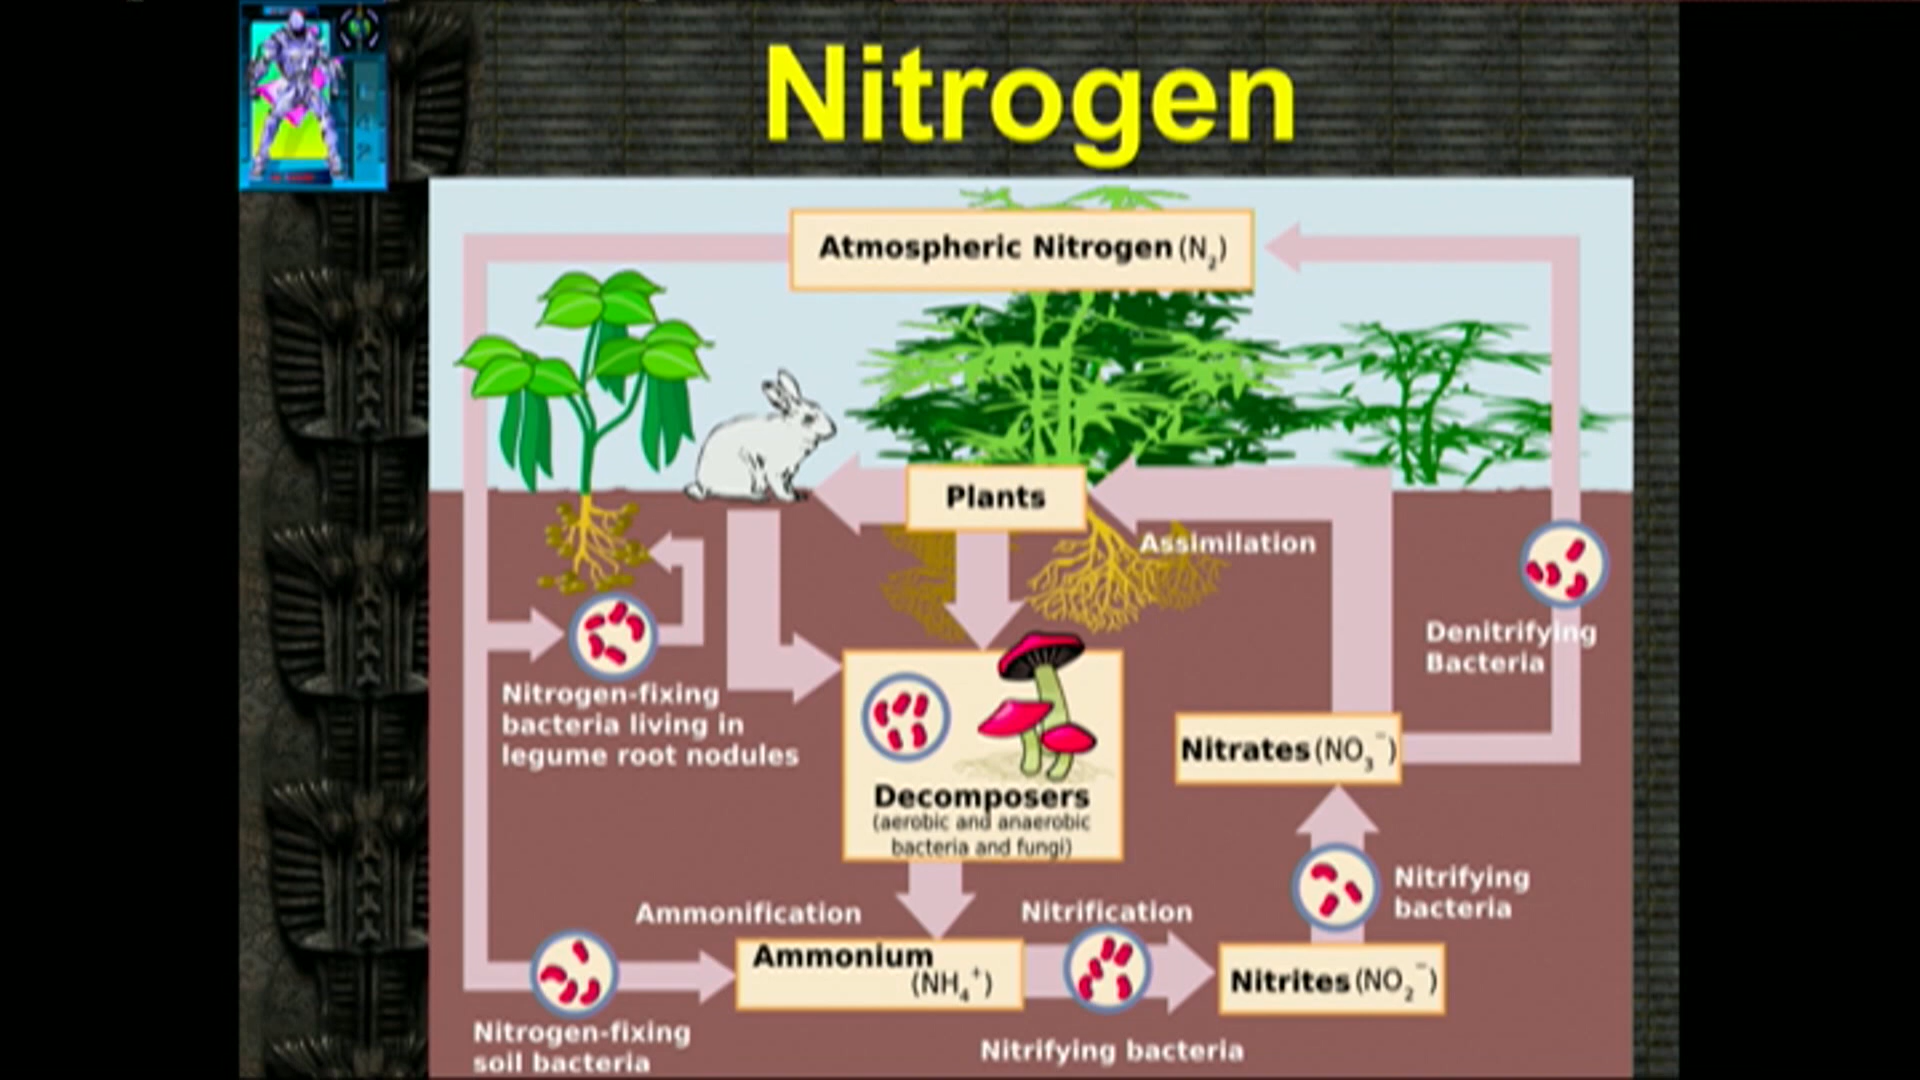 Nitrogen
Atmospheric Nitrogen (N₂)
Plants
Assimilation
Denitrifying
Bacteria
Nitrogen-fixing
bacteria living in
legume root nodules
Nitrates (NO₃⁻)
Decomposers
(aerobic and anaerobic
bacteria and fungi)
Nitrifying
bacteria
Ammonification
Nitrification
Ammonium
(NH₄⁺)
Nitrites (NO₂⁻)
Nitrogen-fixing
soil bacteria
Nitrifying bacteria